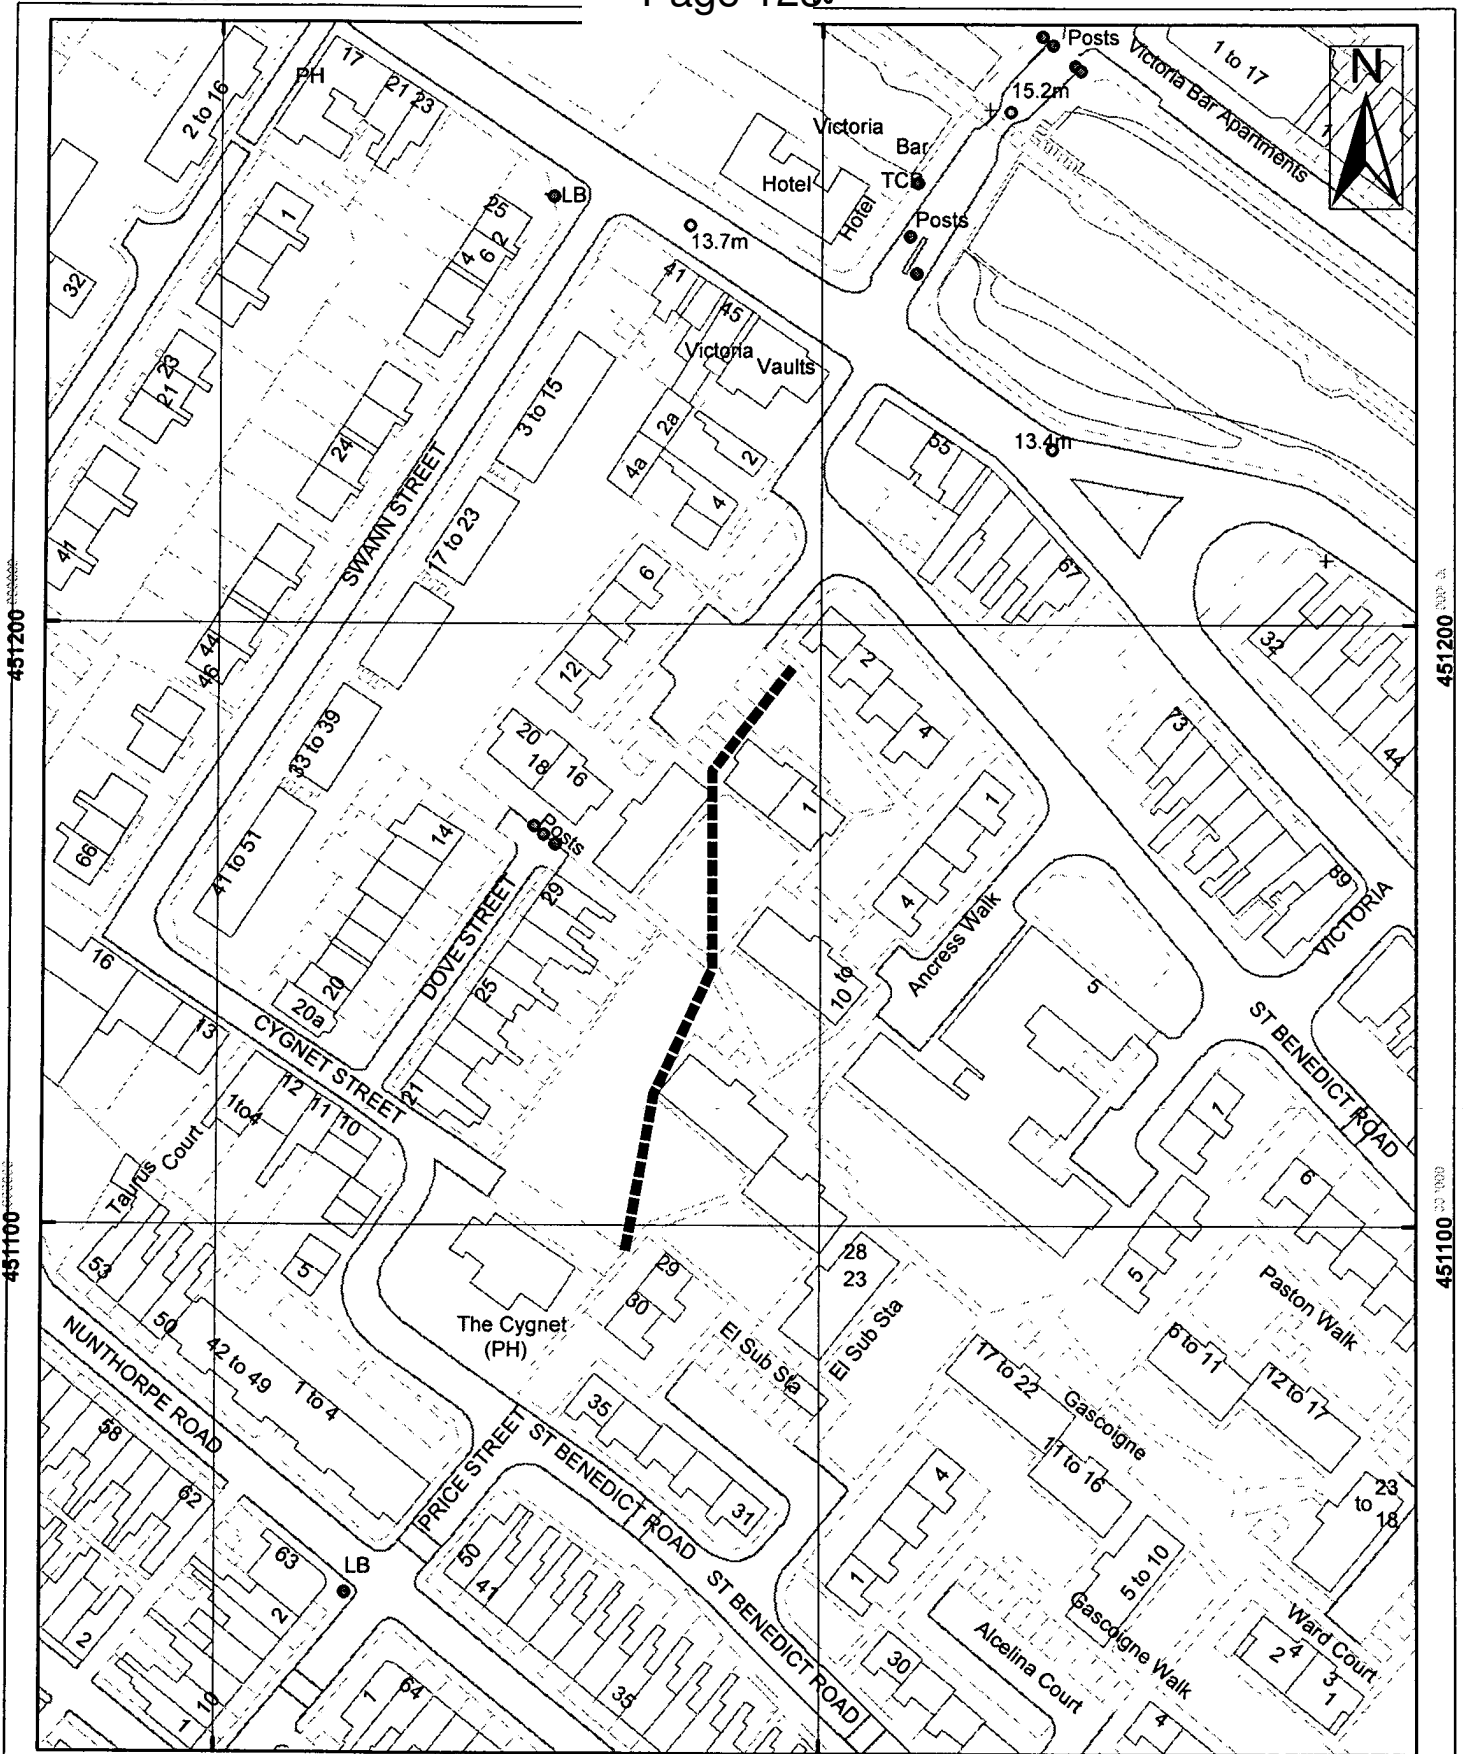 Page 123
PH
17
21
23
2 to 16
Posts
Victoria Bar Apartments
1 to 17
N
15.2m
1
Victoria
Bar
Hotel
TCB
Hotel
LB
1
25
2
4
6
Posts
13.7m
32
41
45
Victoria
Vaults
23
21
3 to 15
2a
4a
2
55
13.4m
24
4
SWANN STREET
17 to 23
41
6
67
451200
451200
44
46
12
2
32
33 to 39
20
18
16
4
73
44
1
1
Posts
14
66
41 to 51
29
4
89
VICTORIA
Ancress Walk
DOVE STREET
16
20
20a
25
10 to
5
13
CYGNET STREET
ST BENEDICT ROAD
12
21
11
10
1to4
1
Taurus Court
6
451100
451100
53
5
29
28
23
5
30
Paston Walk
The Cygnet
(PH)
50
El Sub Sta
El Sub Sta
NUNTHORPE ROAD
42 to 49
1 to 4
6 to 11
17 to 22
12 to 17
35
Gascoigne
58
PRICE STREET
ST BENEDICT ROAD
11 to 16
4
62
31
23
to
18
63
LB
50
41
1
5 to 10
ST BENEDICT ROAD
2
2
Gascoigne Walk
Ward Court
Alcelina Court
30
2
4
3
1
10
1
1
64
35
4